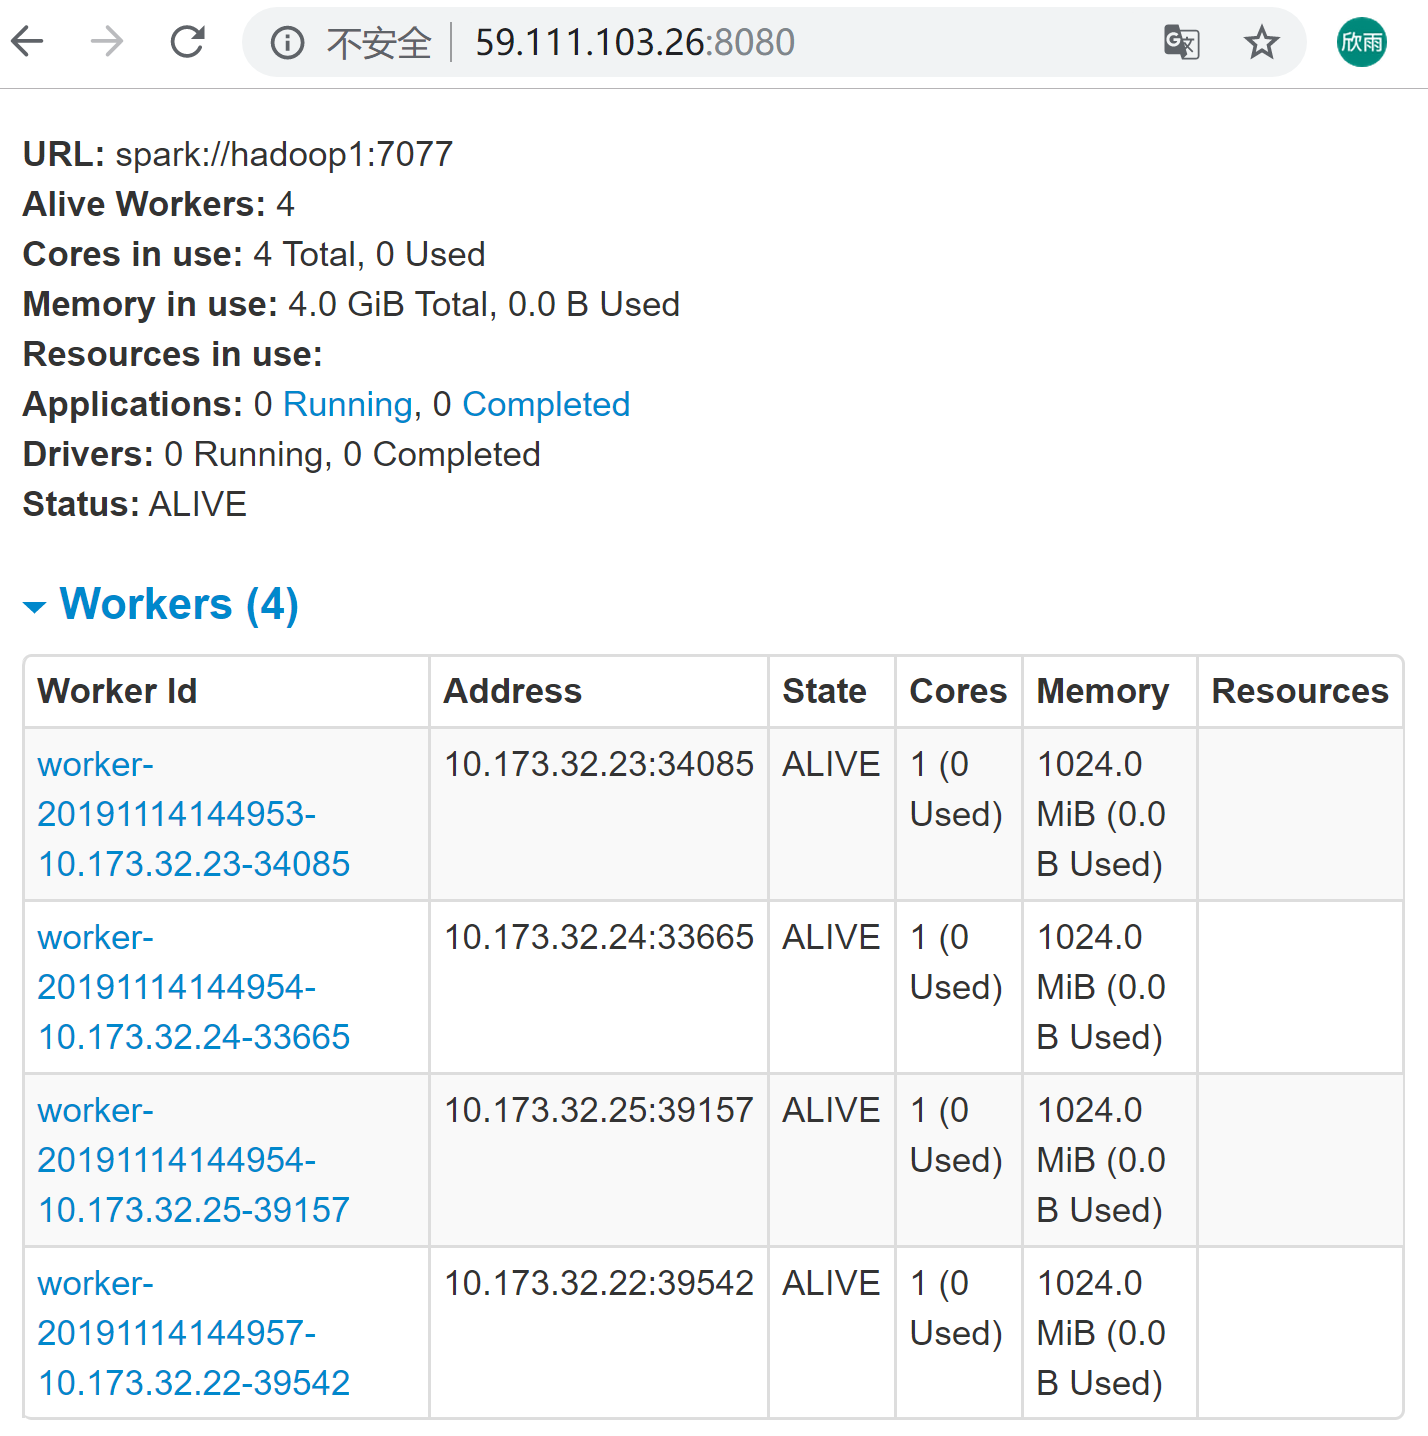 不安全 59.111.103.26:8080
欣雨
URL: spark://hadoop1:7077
Alive Workers: 4
Cores in use: 4 Total, 0 Used
Memory in use: 4.0 GiB Total, 0.0 B Used
Resources in use:
Applications: 0 Running, 0 Completed
Drivers: 0 Running, 0 Completed
Status: ALIVE
Workers (4)
Worker Id Address State Cores Memory Resources
worker- 10.173.32.23:34085 ALIVE 1 (0 1024.0
20191114144953- Used) MiB (0.0
10.173.32.23-34085 B Used)
worker- 10.173.32.24:33665 ALIVE 1 (0 1024.0
20191114144954- Used) MiB (0.0
10.173.32.24-33665 B Used)
worker- 10.173.32.25:39157 ALIVE 1 (0 1024.0
20191114144954- Used) MiB (0.0
10.173.32.25-39157 B Used)
worker- 10.173.32.22:39542 ALIVE 1 (0 1024.0
20191114144957- Used) MiB (0.0
10.173.32.22-39542 B Used)